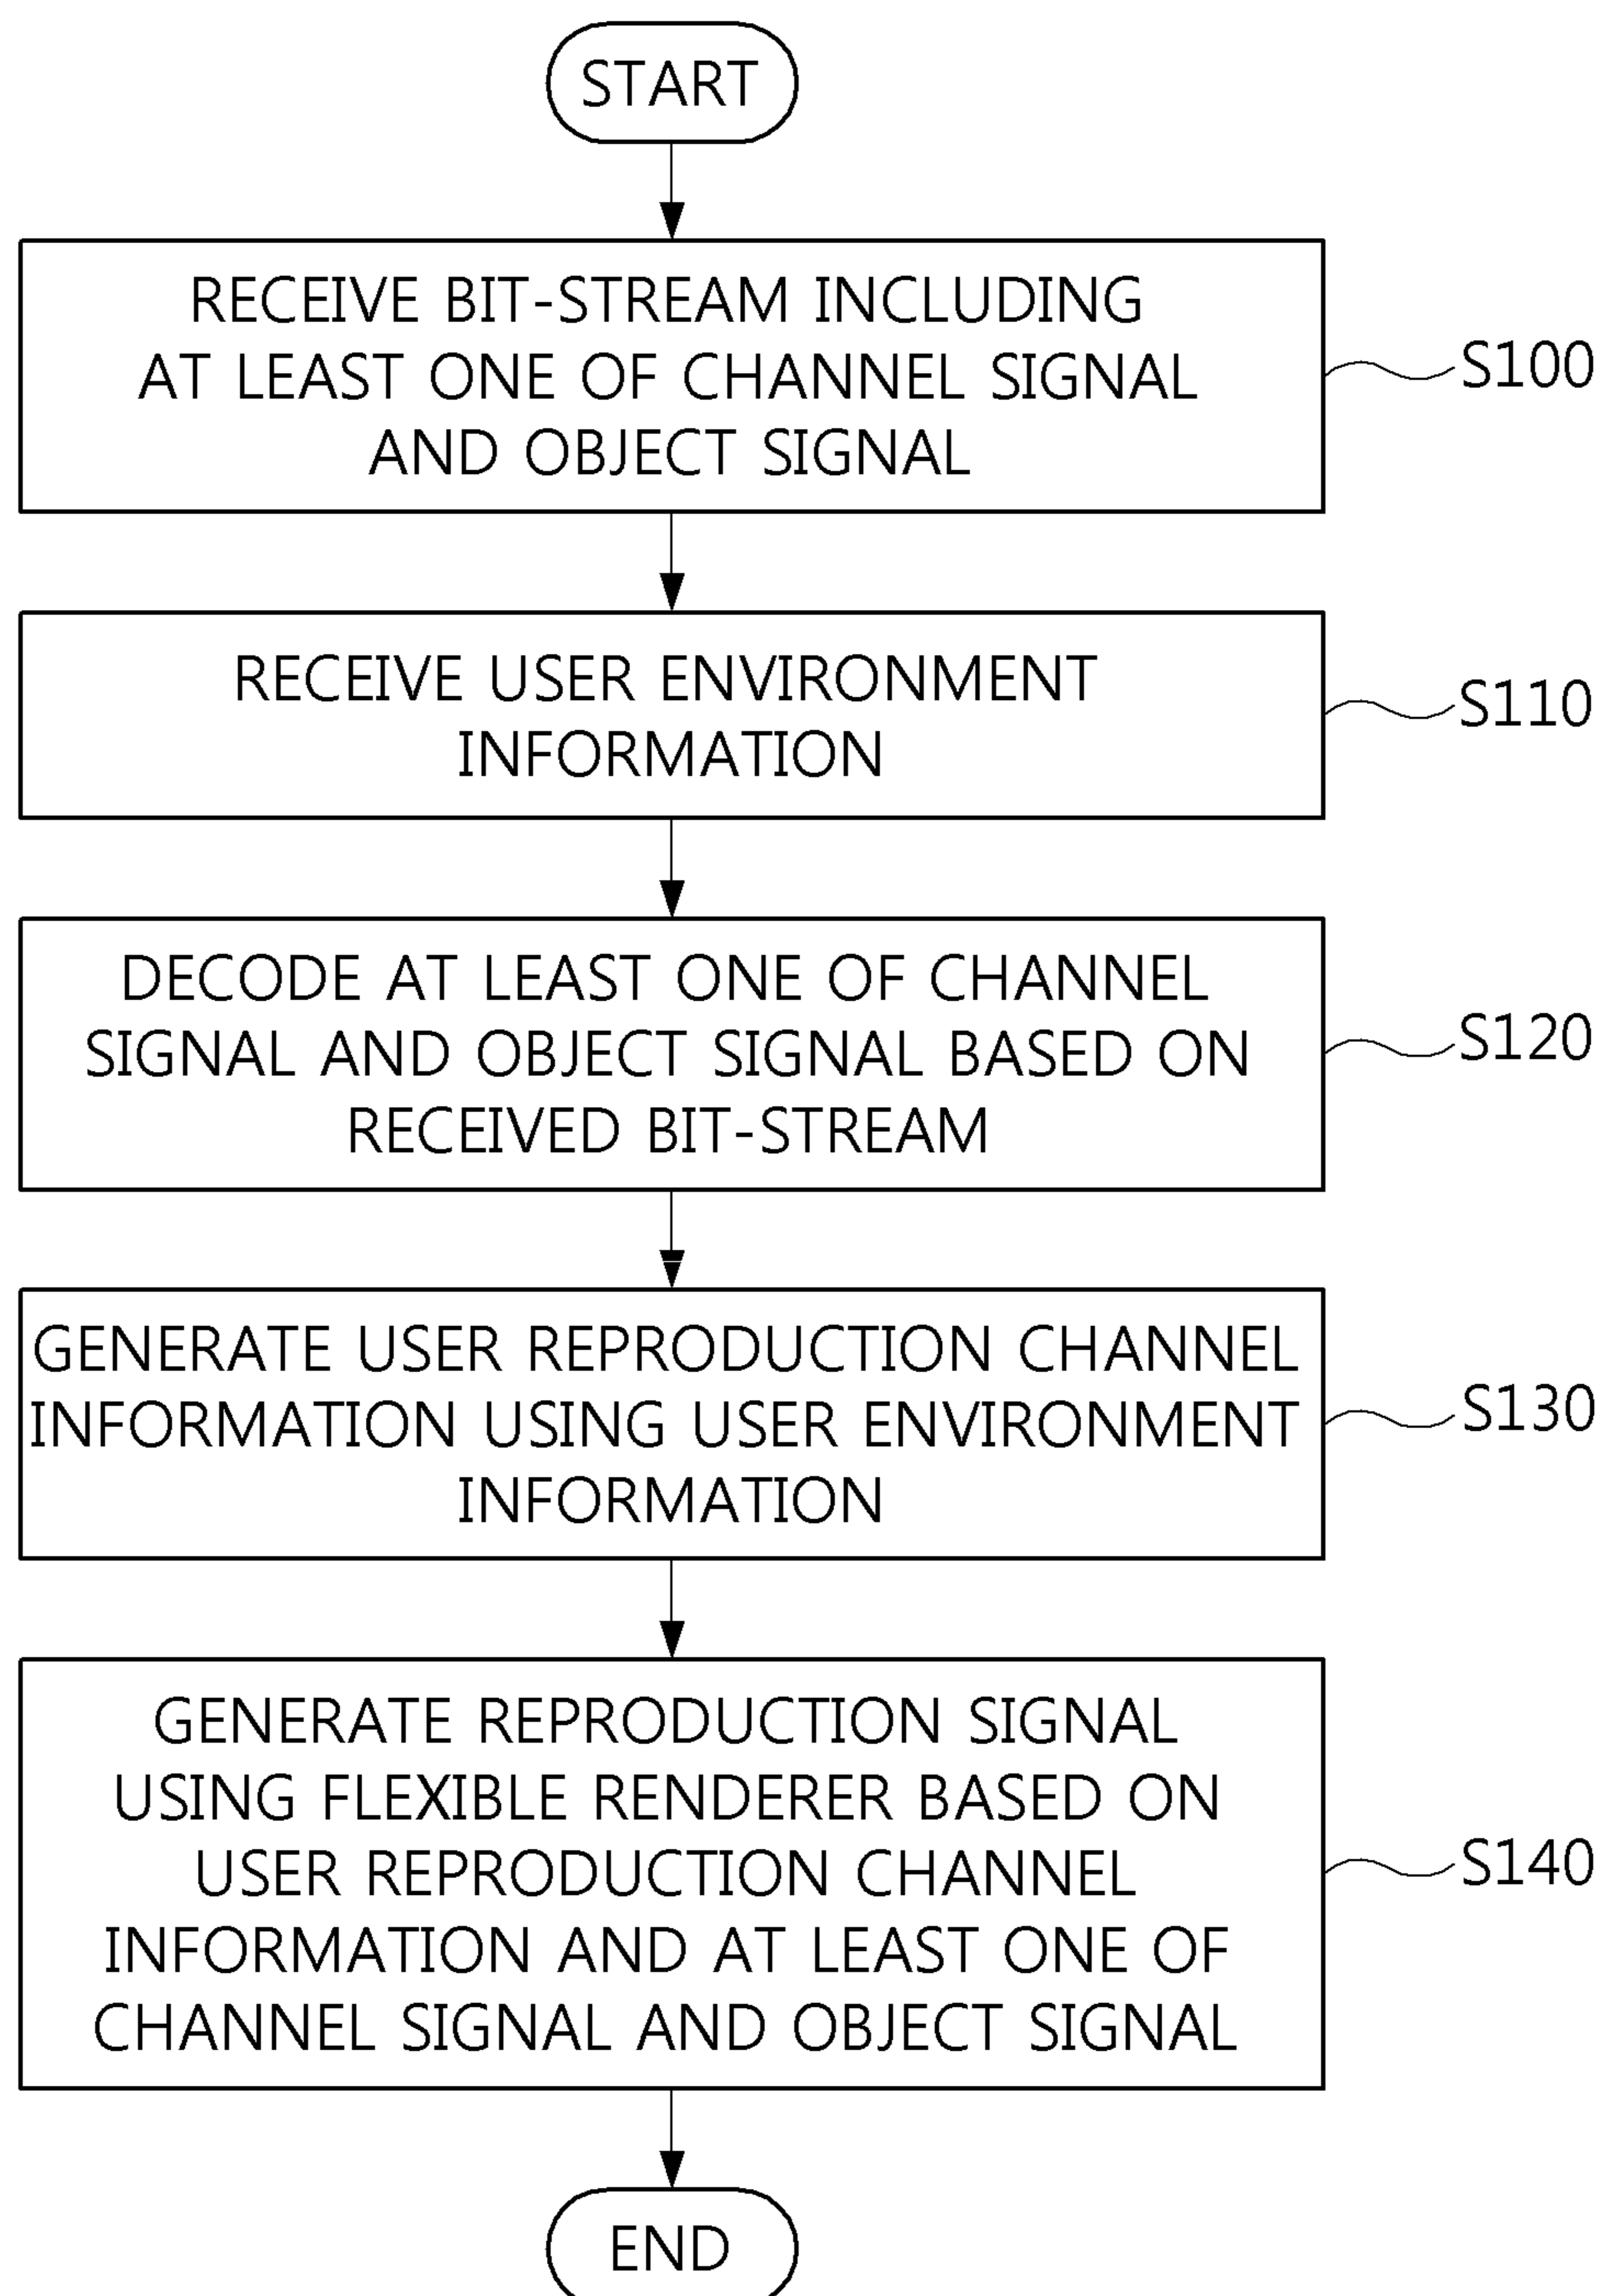 START
RECEIVE BIT-STREAM INCLUDING
AT LEAST ONE OF CHANNEL SIGNAL
AND OBJECT SIGNAL
S100
RECEIVE USER ENVIRONMENT
INFORMATION
S110
DECODE AT LEAST ONE OF CHANNEL
SIGNAL AND OBJECT SIGNAL BASED ON
RECEIVED BIT-STREAM
S120
GENERATE USER REPRODUCTION CHANNEL
INFORMATION USING USER ENVIRONMENT
INFORMATION
S130
GENERATE REPRODUCTION SIGNAL
USING FLEXIBLE RENDERER BASED ON
USER REPRODUCTION CHANNEL
INFORMATION AND AT LEAST ONE OF
CHANNEL SIGNAL AND OBJECT SIGNAL
S140
END